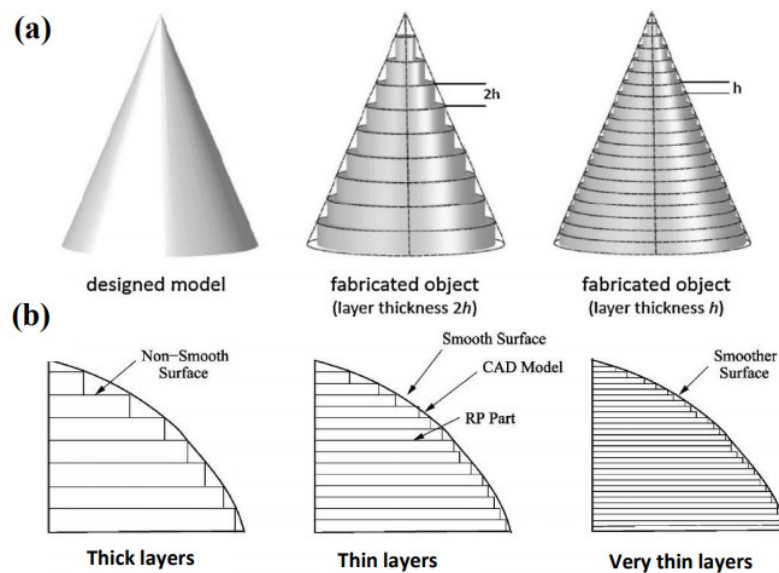 (a)
2h
h
designed model
fabricated object
(layer thickness 2h)
fabricated object
(layer thickness h)
(b)
Non-Smooth
Surface
Smooth Surface
CAD Model
RP Part
Smoother
Surface
Thick layers
Thin layers
Very thin layers